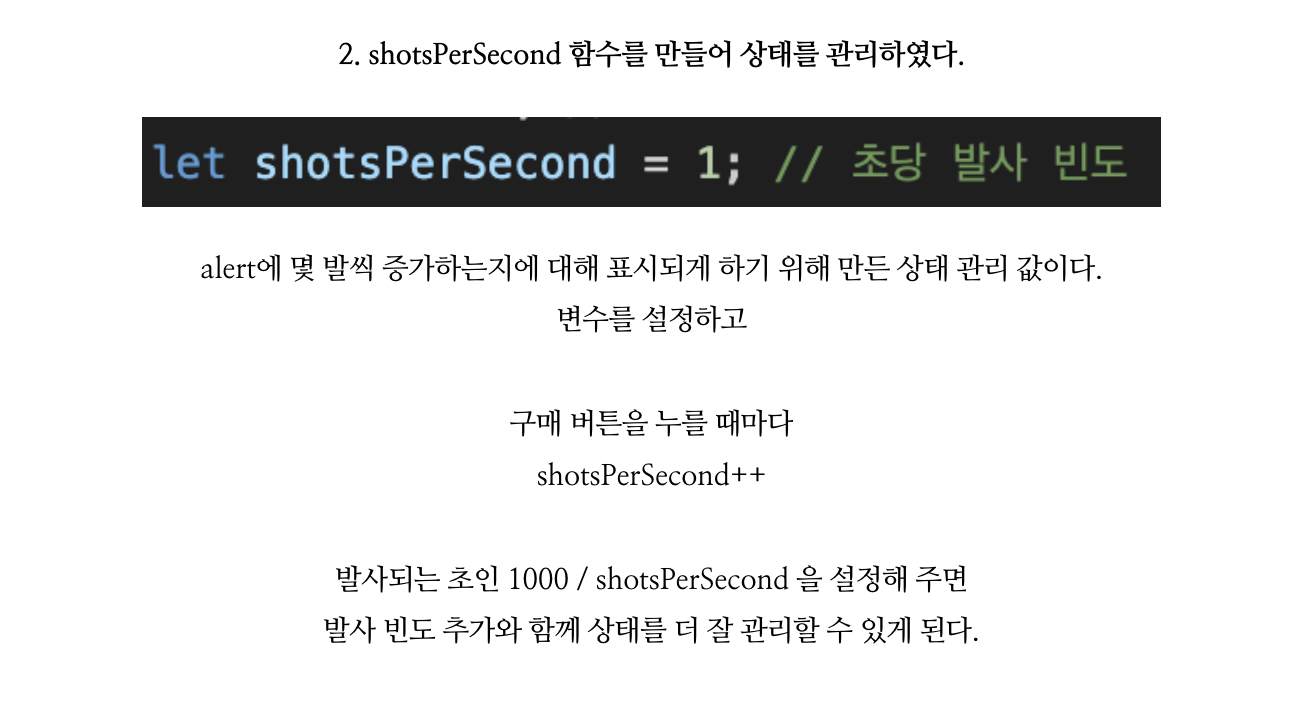 2. shotsPerSecond 함수를 만들어 상태를 관리하였다.
let shotsPerSecond = 1; // 초당 발사 빈도
alert에 몇 발씩 증가하는지에 대해 표시되게 하기 위해 만든 상태 관리 값이다.
변수를 설정하고
구매 버튼을 누를 때마다
shotsPerSecond++
발사되는 초인 1000 / shotsPerSecond 을 설정해 주면
발사 빈도 추가와 함께 상태를 더 잘 관리할 수 있게 된다.